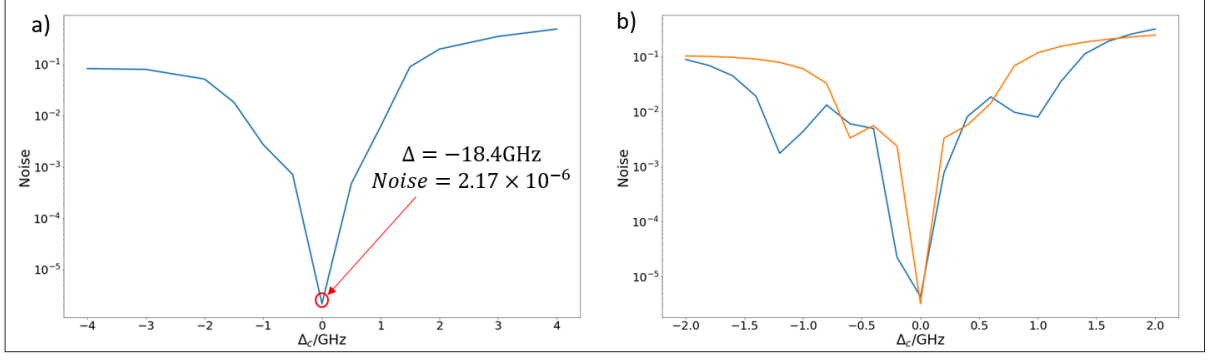 a)
10⁻¹
10⁻²
10⁻³
10⁻⁴
10⁻⁵
Noise
Δ = −18.4GHz
Noise = 2.17 × 10⁻⁶
−4 −3 −2 −1 0 1 2 3 4
Δc/GHz
b)
10⁻¹
10⁻²
10⁻³
10⁻⁴
10⁻⁵
Noise
−2.0 −1.5 −1.0 −0.5 0.0 0.5 1.0 1.5 2.0
Δc/GHz